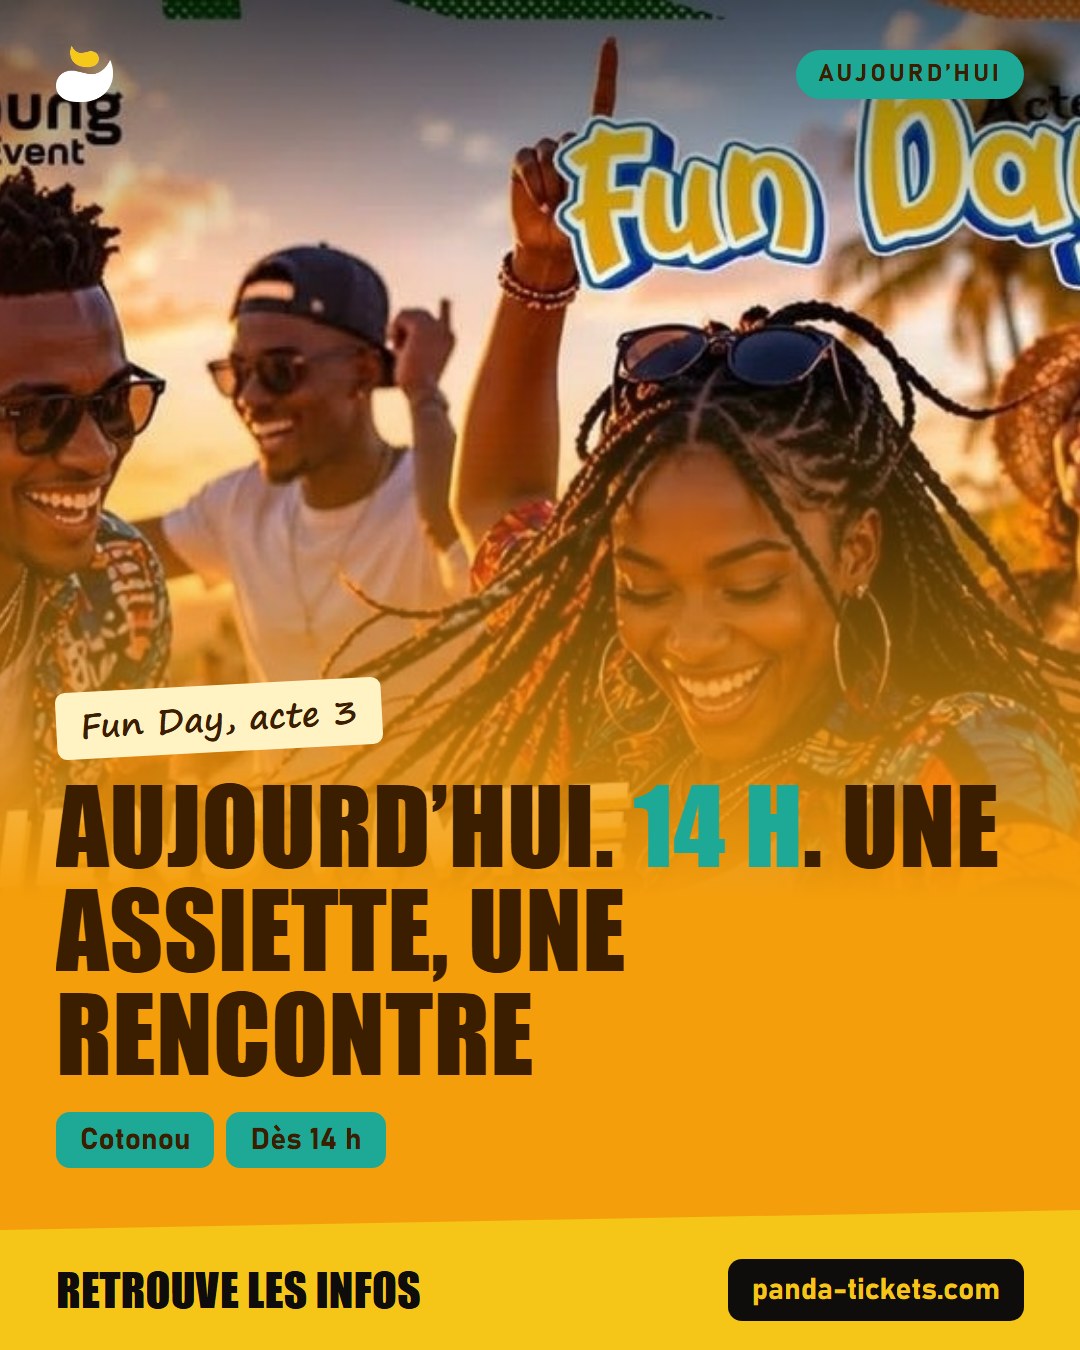 AUJOURD'HUI
Event
Fun Day
Fun Day, acte 3
AUJOURD'HUI. 14 H. UNE
ASSIETTE, UNE
RENCONTRE
Cotonou
Dès 14 h
RETROUVE LES INFOS
panda-tickets.com